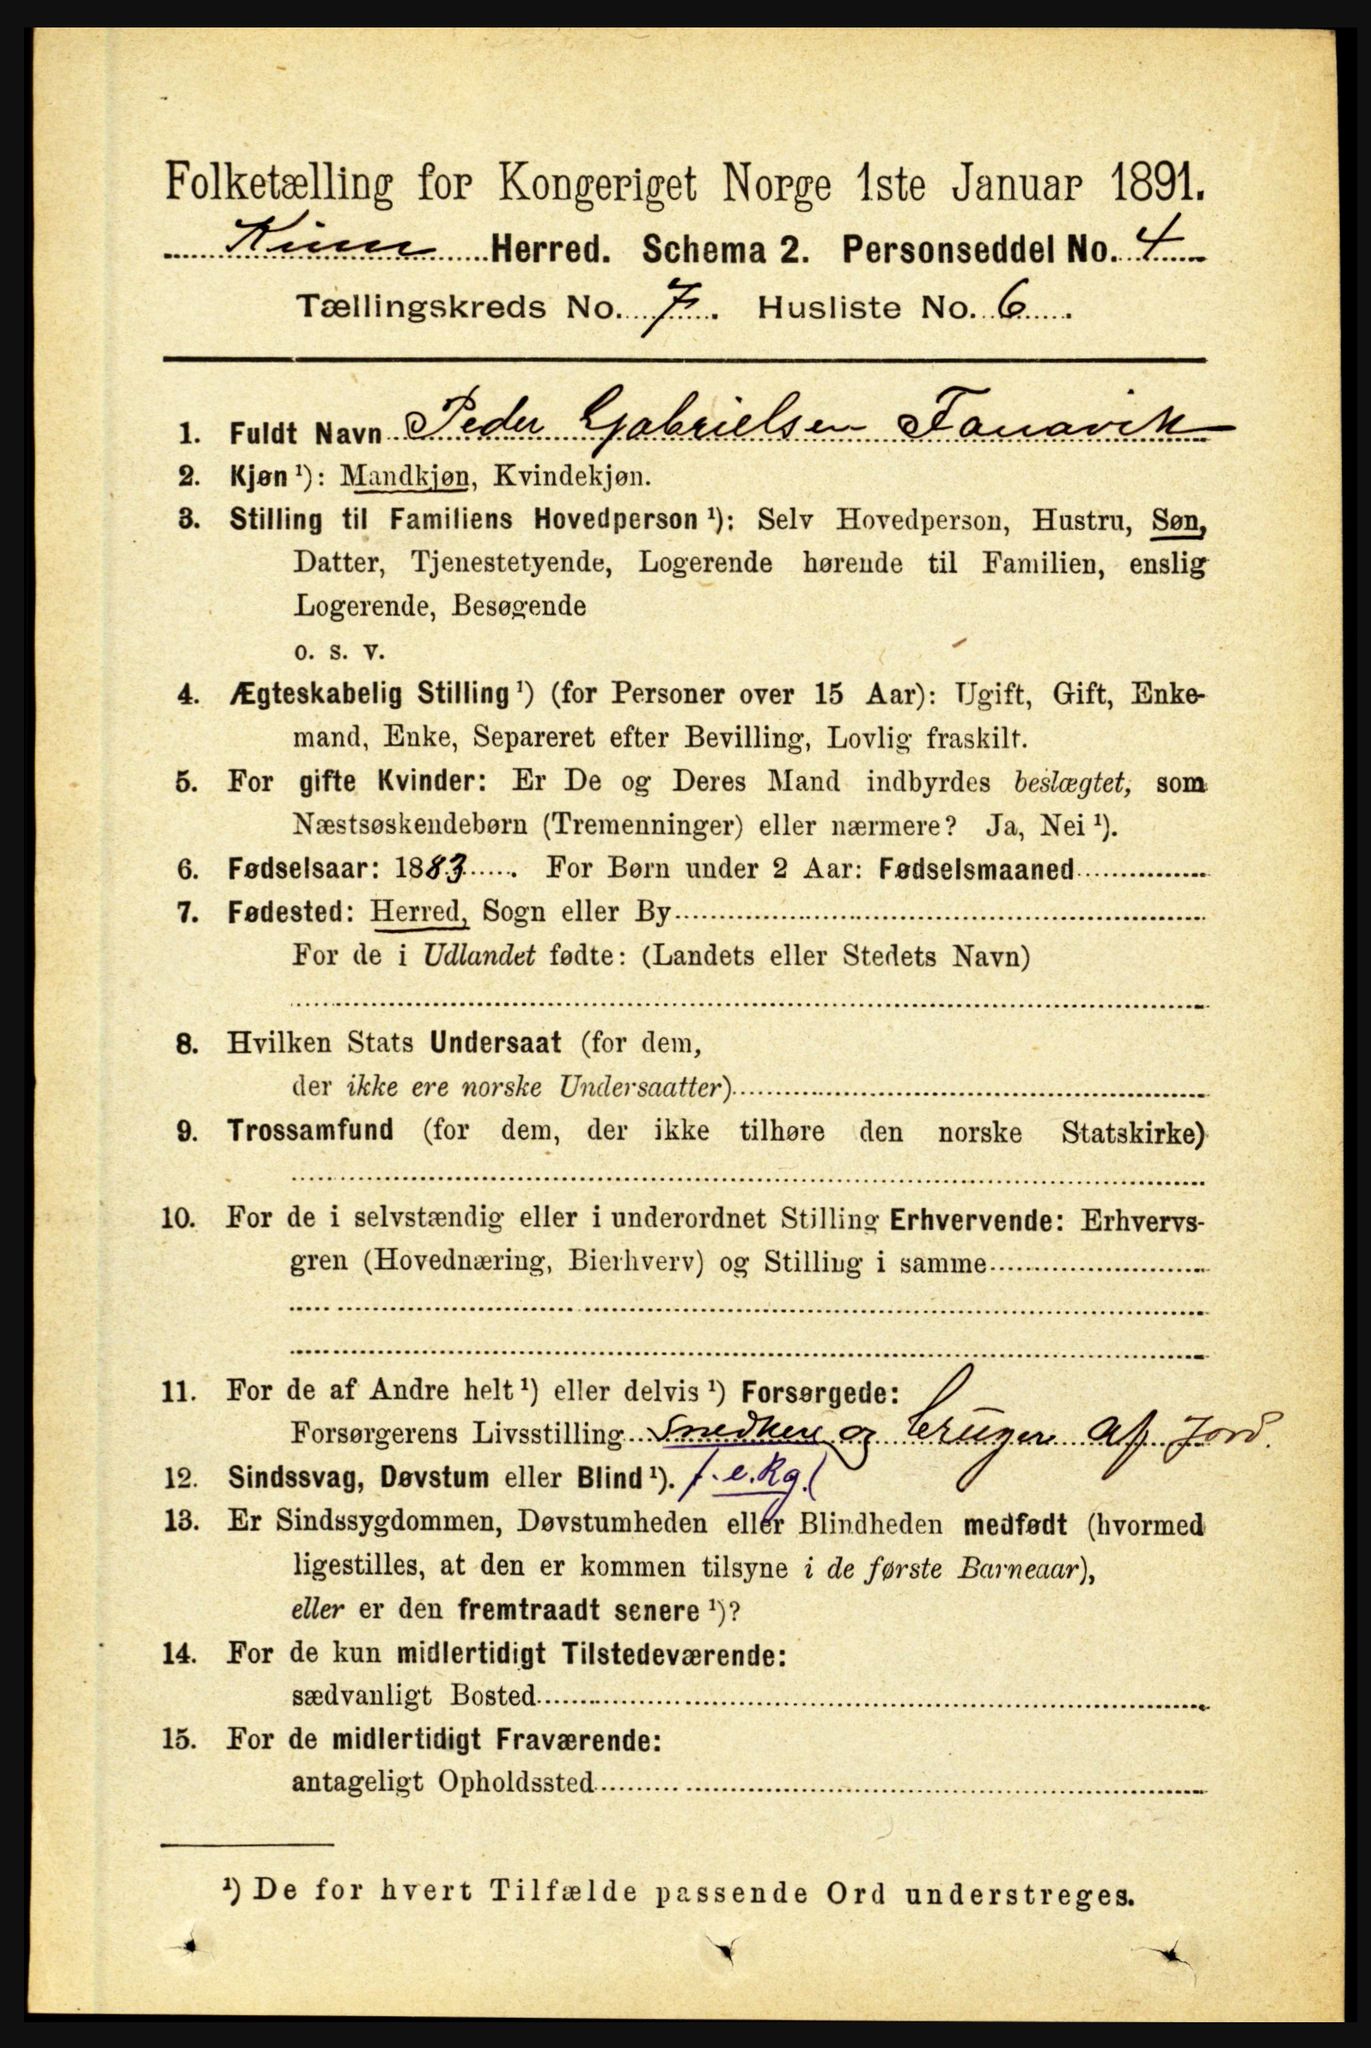 Folketælling for Kongeriget Norge 1ste Januar 1891.
Kinn Herred. Schema 2. Personseddel No. 4
Tællingskreds No. 7. Husliste No. 6.
1. Fuldt Navn Peder Gabrielsen Fanavik
2. Kjøn ¹): Mandkjøn, Kvindekjøn.
3. Stilling til Familiens Hovedperson ¹): Selv Hovedperson, Hustru, Søn,
Datter, Tjenestetyende, Logerende hørende til Familien, enslig
Logerende, Besøgende
o. s. v.
4. Ægteskabelig Stilling ¹) (for Personer over 15 Aar): Ugift, Gift, Enke-
mand, Enke, Separeret efter Bevilling, Lovlig fraskilt.
5. For gifte Kvinder: Er De og Deres Mand indbyrdes beslægtet, som
Næstsøskendebørn (Tremenninger) eller nærmere? Ja, Nei ¹).
6. Fødselsaar: 1883. For Børn under 2 Aar: Fødselsmaaned
7. Fødested: Herred, Sogn eller By
For de i Udlandet fødte: (Landets eller Stedets Navn)
8. Hvilken Stats Undersaat (for dem,
der ikke ere norske Undersaatter)
9. Trossamfund (for dem, der ikke tilhøre den norske Statskirke)
10. For de i selvstændig eller i underordnet Stilling Erhvervende: Erhvervs-
gren (Hovednæring, Bierhverv) og Stilling i samme
11. For de af Andre helt ¹) eller delvis ¹) Forsørgede:
Forsørgerens Livsstilling Snedker og bruger af Jord.
12. Sindssvag, Døvstum eller Blind ¹). / e. Rg. (
13. Er Sindssygdommen, Døvstumheden eller Blindheden medfødt (hvormed
ligestilles, at den er kommen tilsyne i de første Barneaar),
eller er den fremtraadt senere ¹)?
14. For de kun midlertidigt Tilstedeværende:
sædvanligt Bosted
15. For de midlertidigt Fraværende:
antageligt Opholdssted
¹) De for hvert Tilfælde passende Ord understreges.